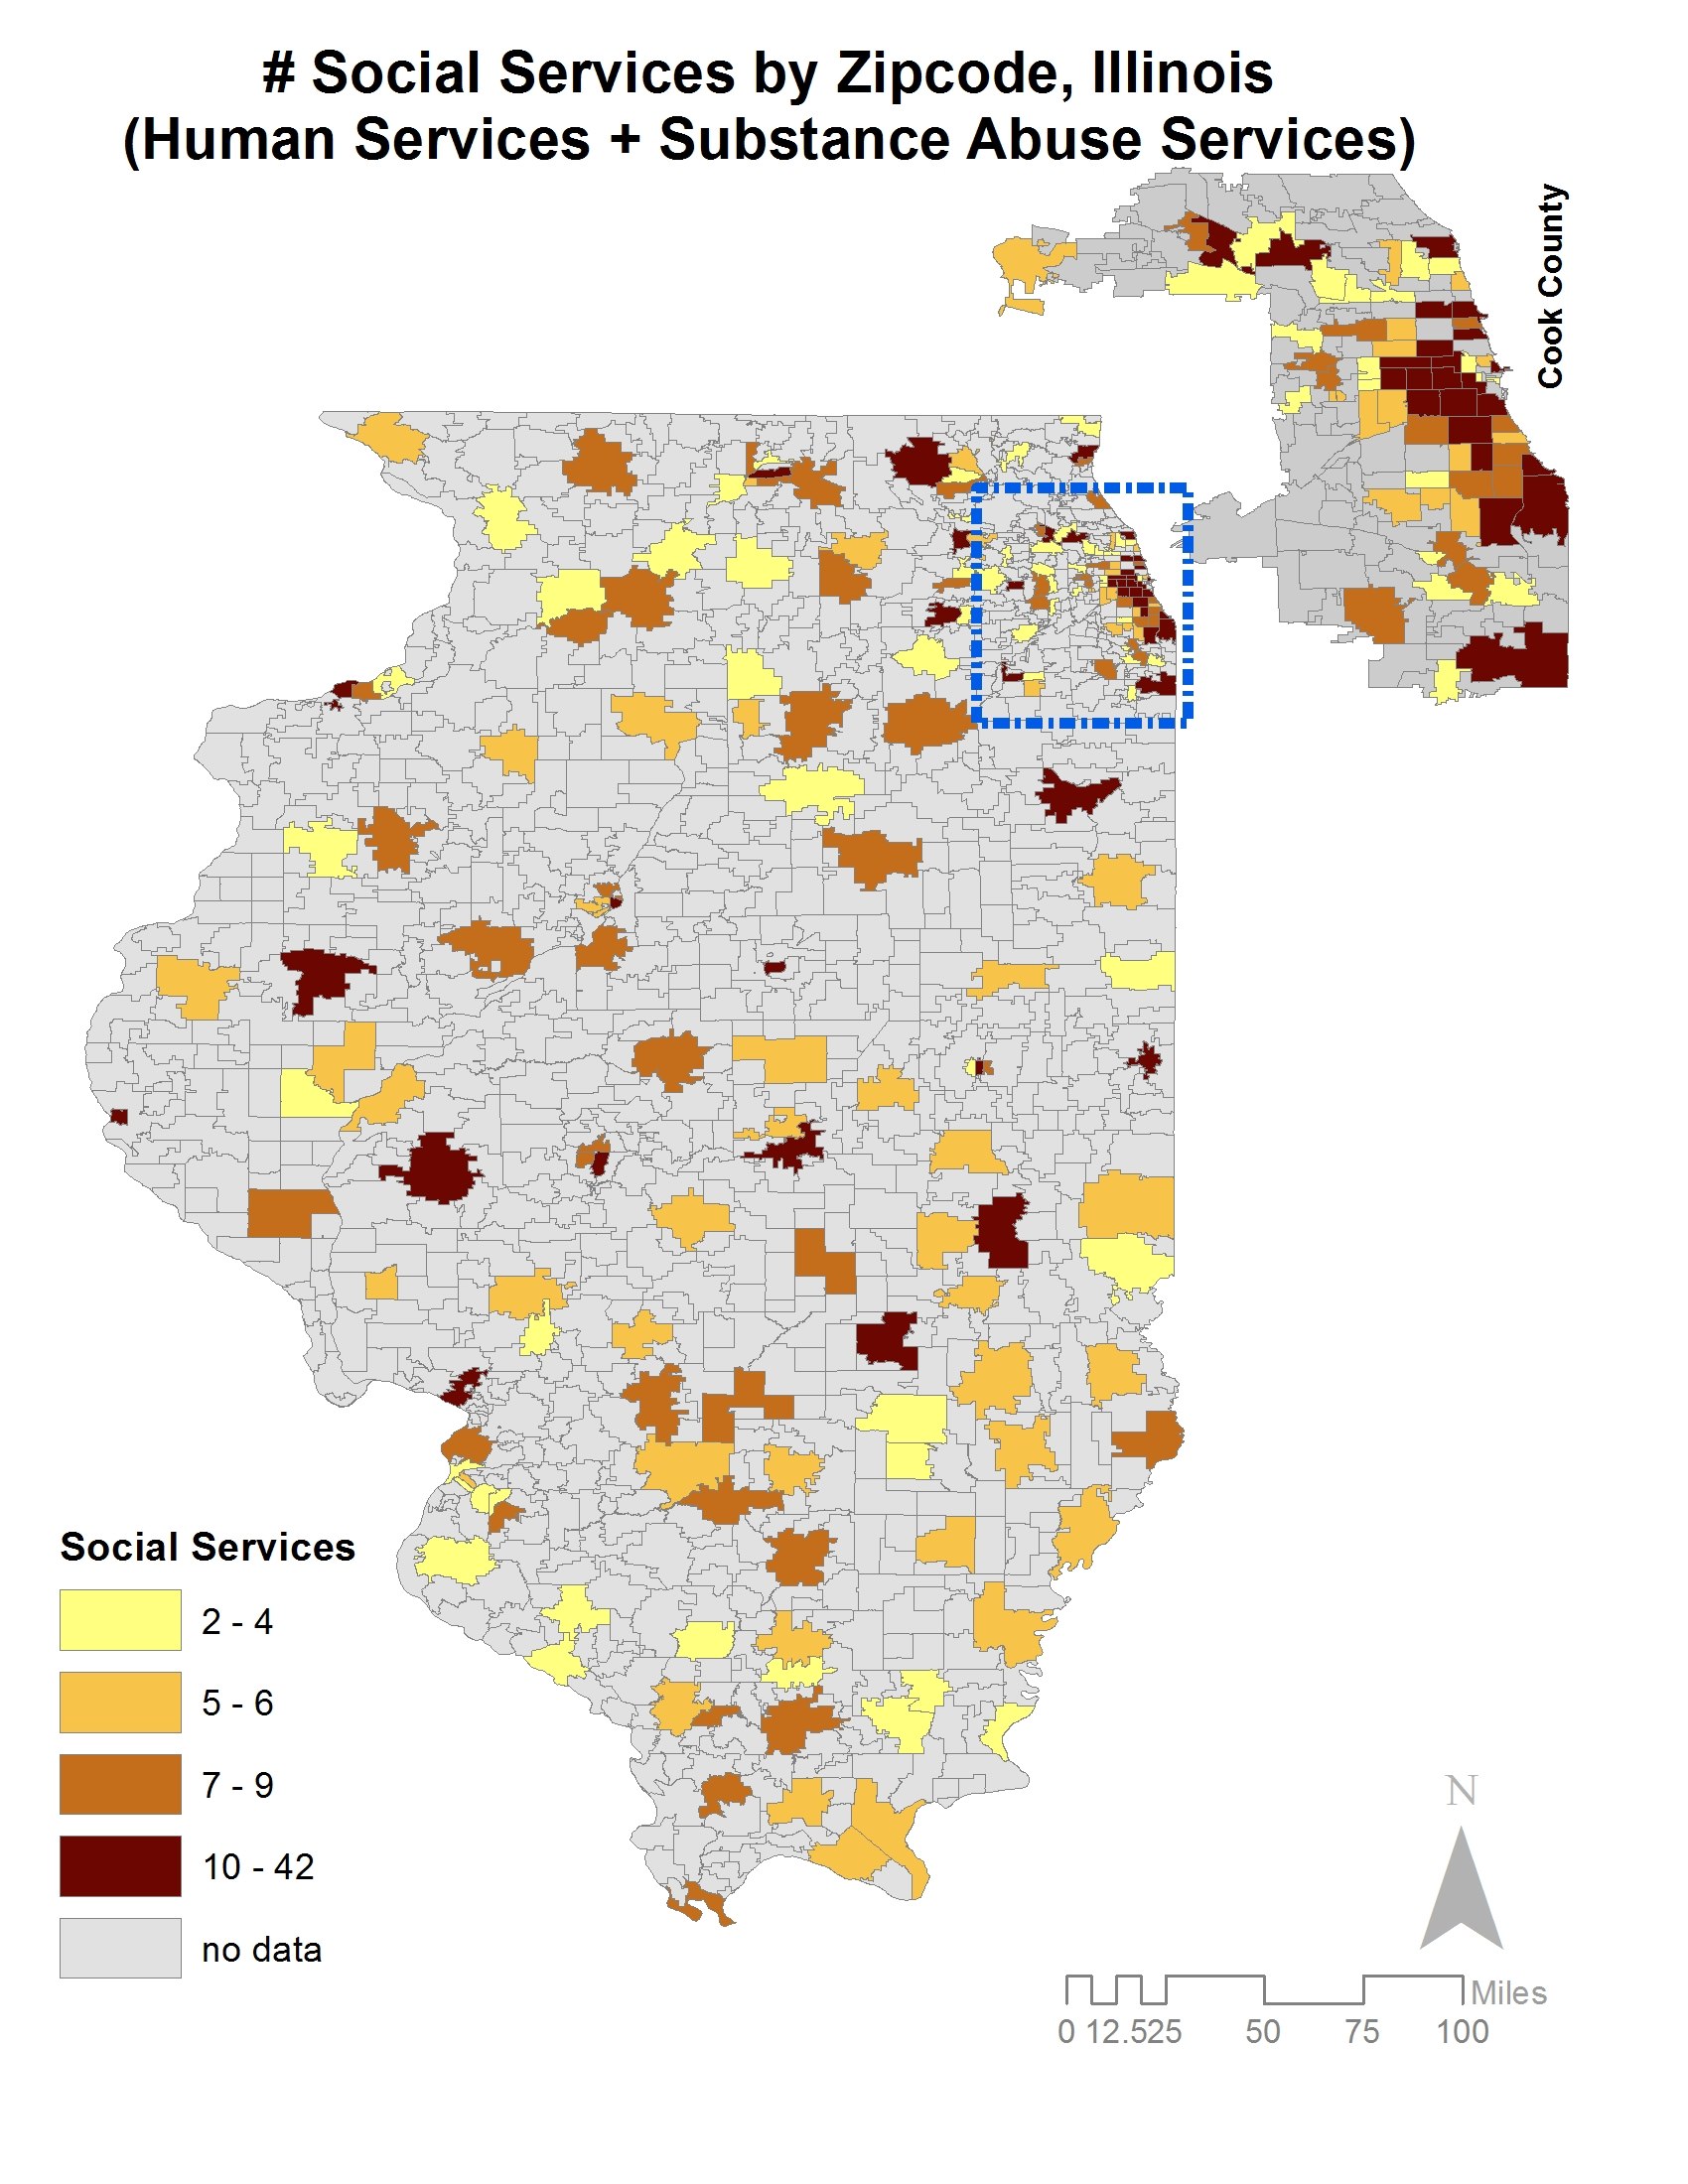 # Social Services by Zipcode, Illinois
(Human Services + Substance Abuse Services)
Cook County
Social Services
2 - 4
5 - 6
7 - 9
10 - 42
no data
N
Miles
0 12.525 50 75 100